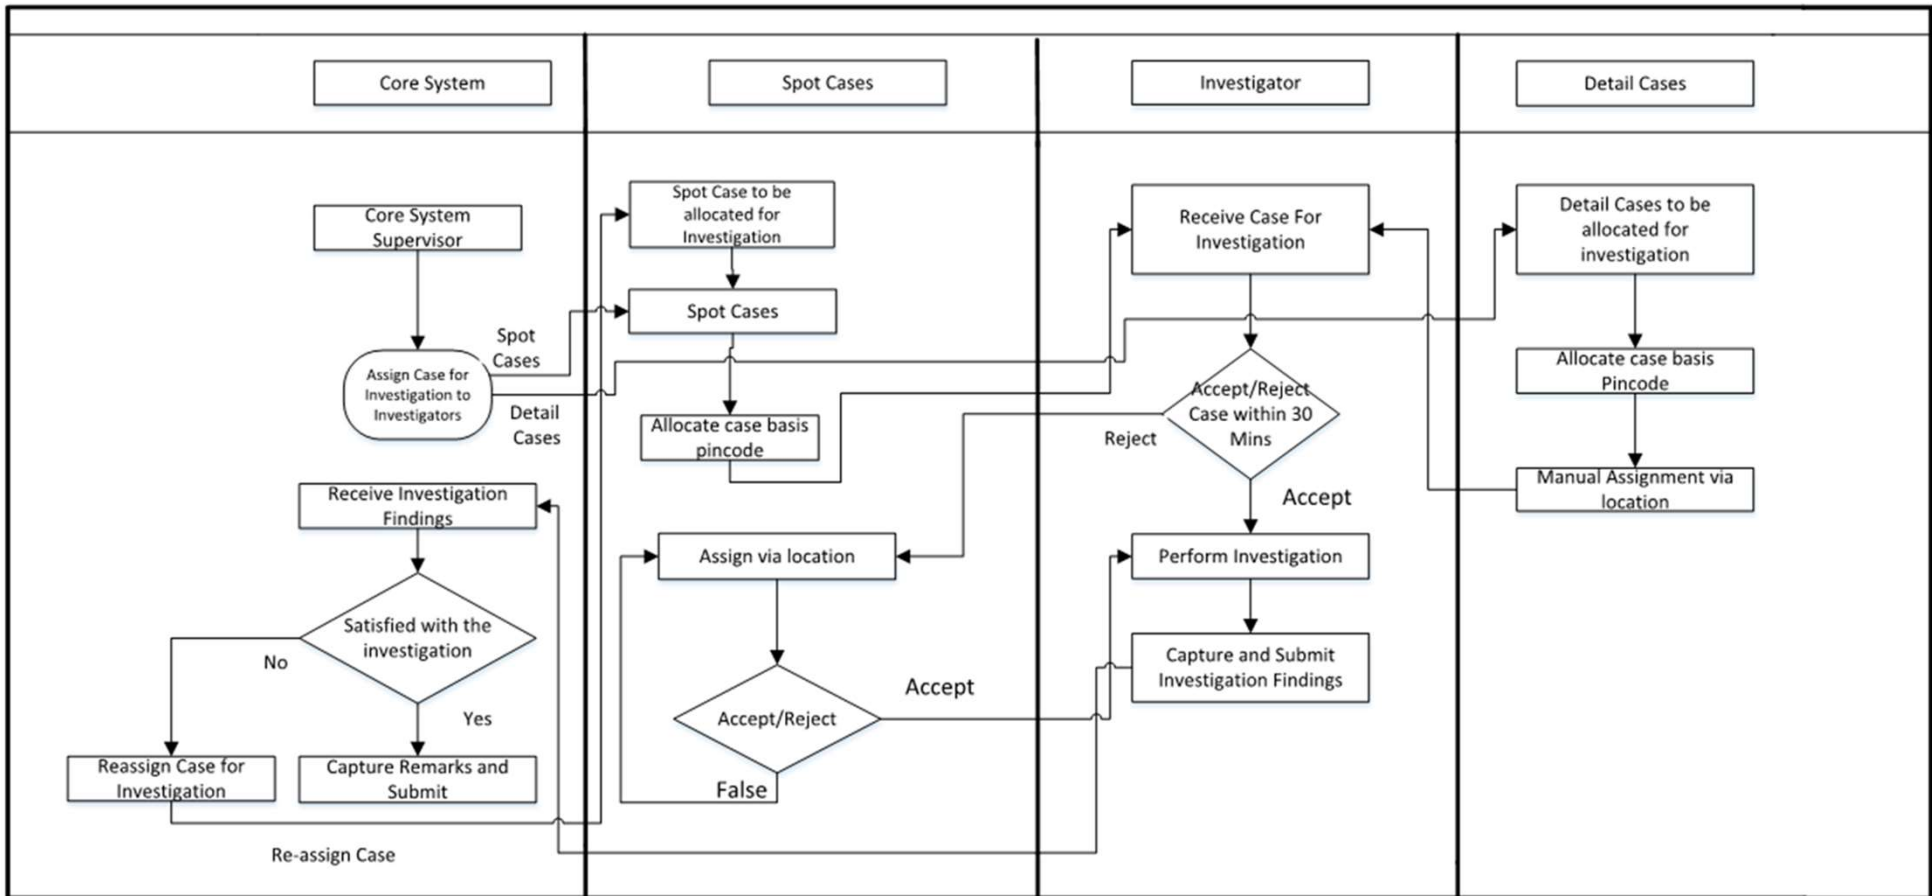 Core System
Spot Cases
Investigator
Detail Cases
Core System
Supervisor
Assign Case for
Investigation to
Investigators
Spot
Cases
Detail
Cases
Receive Investigation
Findings
Satisfied with the
investigation
No
Yes
Reassign Case for
Investigation
Capture Remarks and
Submit
Re-assign Case
Spot Case to be
allocated for
Investigation
Spot Cases
Allocate case basis
pincode
Assign via location
Accept/Reject
Accept
False
Receive Case For
Investigation
Accept/Reject
Case within 30
Mins
Reject
Accept
Perform Investigation
Capture and Submit
Investigation Findings
Detail Cases to be
allocated for
investigation
Allocate case basis
Pincode
Manual Assignment via
location